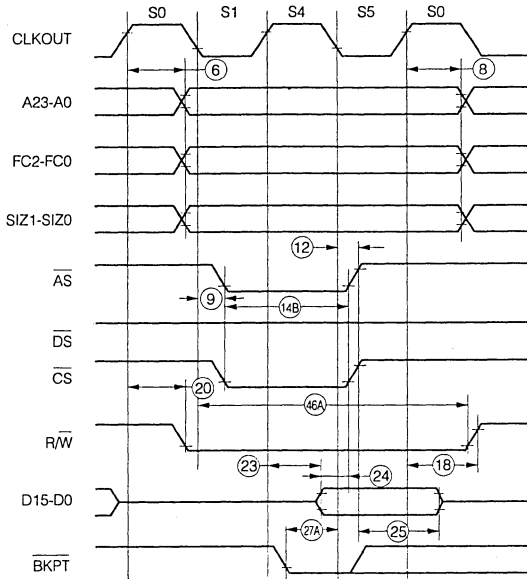 S0 S1 S4 S5 S0
CLKOUT
6 8
A23-A0
FC2-FC0
SIZ1-SIZ0
12
AS
9 14B
DS
CS
20
46A
R/W
23 24 18
D15-D0
27A 25
BKPT